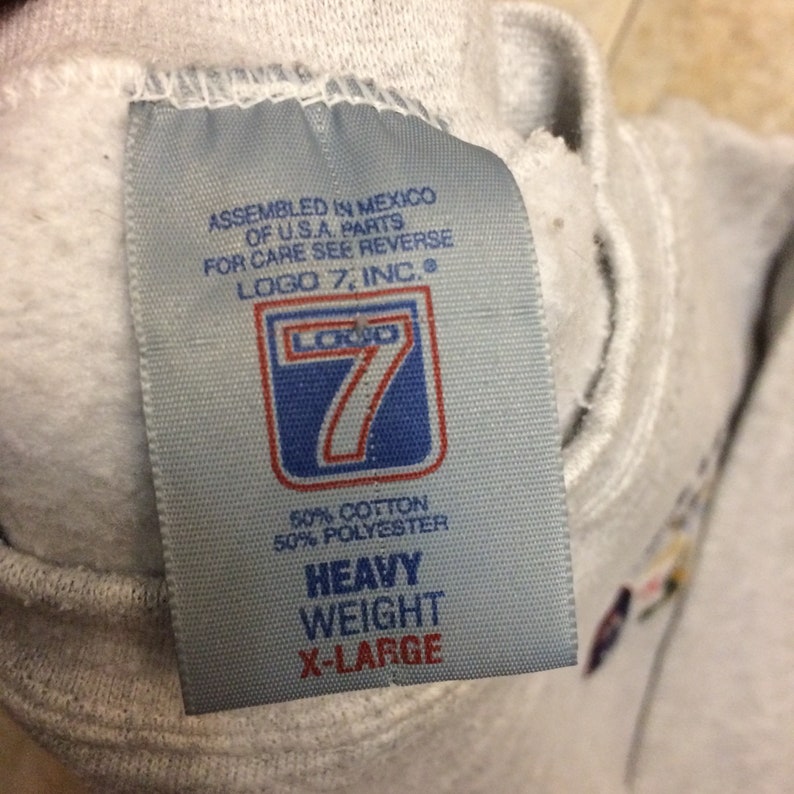 ASSEMBLED IN MEXICO
OF U.S.A. PARTS
FOR CARE SEE REVERSE
LOGO 7, INC.®
LOGO
7
50% COTTON
50% POLYESTER
HEAVY
WEIGHT
X-LARGE